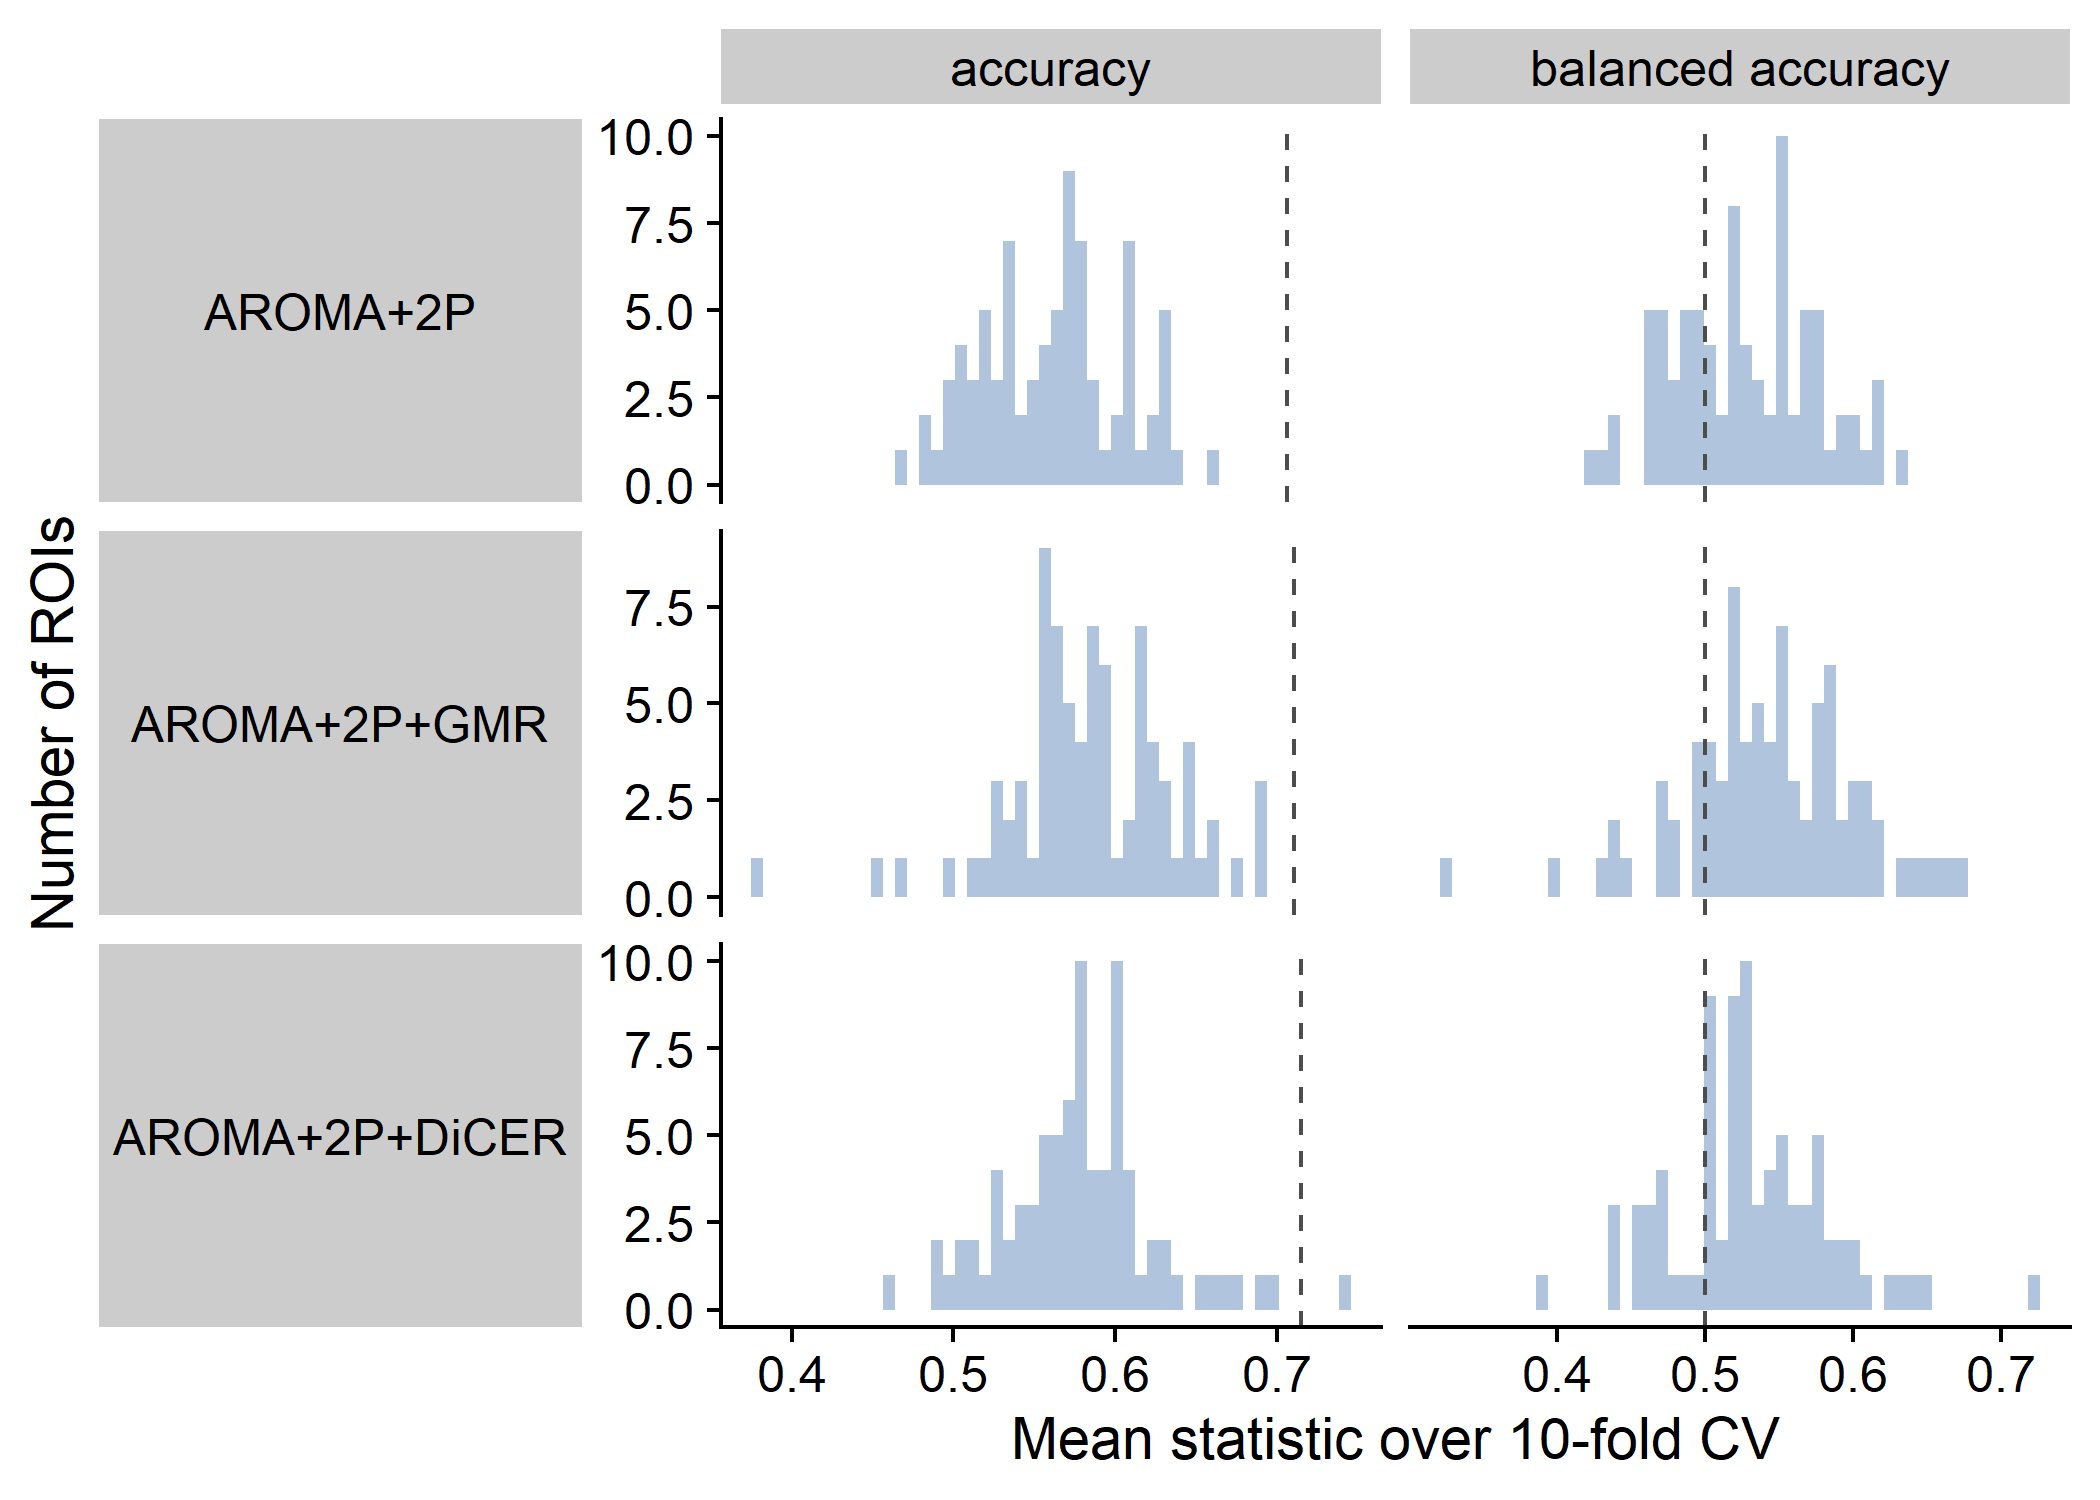 accuracy
balanced accuracy
Number of ROIs
AROMA+2P
10.0
7.5
5.0
2.5
0.0
AROMA+2P+GMR
7.5
5.0
2.5
0.0
AROMA+2P+DiCER
10.0
7.5
5.0
2.5
0.0
0.4 0.5 0.6 0.7
0.4 0.5 0.6 0.7
Mean statistic over 10-fold CV